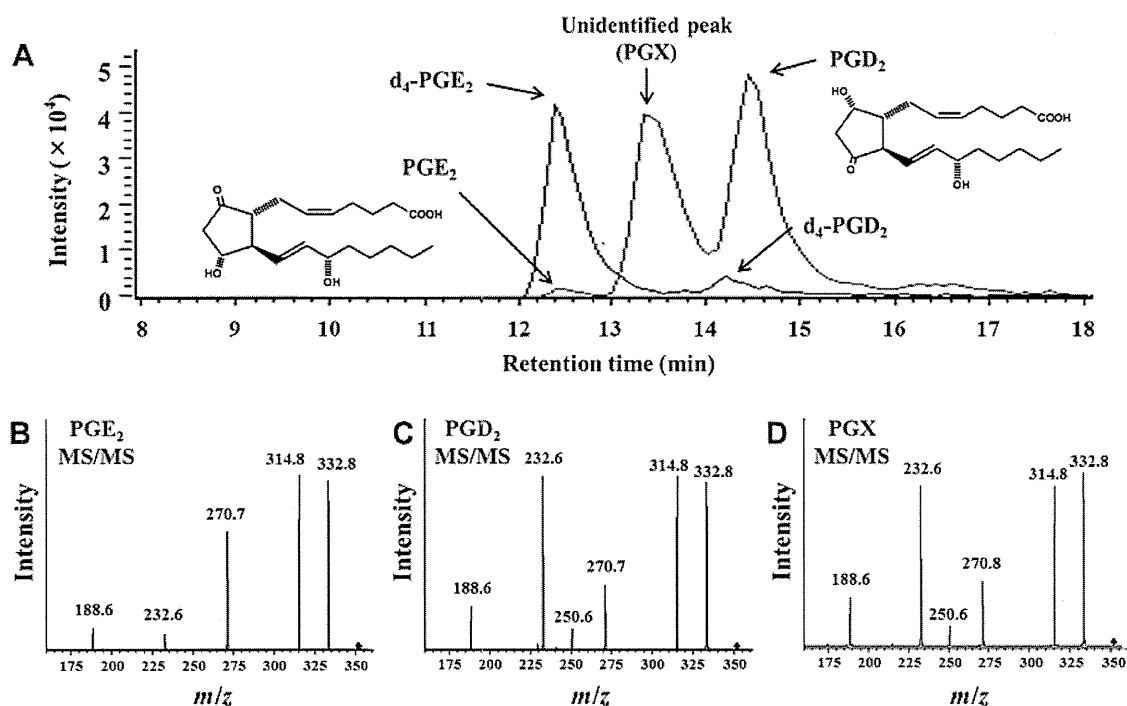 A
Unidentified peak
(PGX)
d₄-PGE₂
PGD₂
PGE₂
d₄-PGD₂
Intensity (× 10⁴)
5
4
3
2
1
0
O
COOH
HO
OH
HO
COOH
O
OH
8 9 10 11 12 13 14 15 16 17 18
Retention time (min)
B
PGE₂
MS/MS
Intensity
188.6
232.6
270.7
314.8
332.8
175 200 225 250 275 300 325 350
m/z
C
PGD₂
MS/MS
Intensity
188.6
232.6
250.6
270.7
314.8
332.8
175 200 225 250 275 300 325 350
m/z
D
PGX
MS/MS
Intensity
188.6
232.6
250.6
270.8
314.8
332.8
175 200 225 250 275 300 325 350
m/z